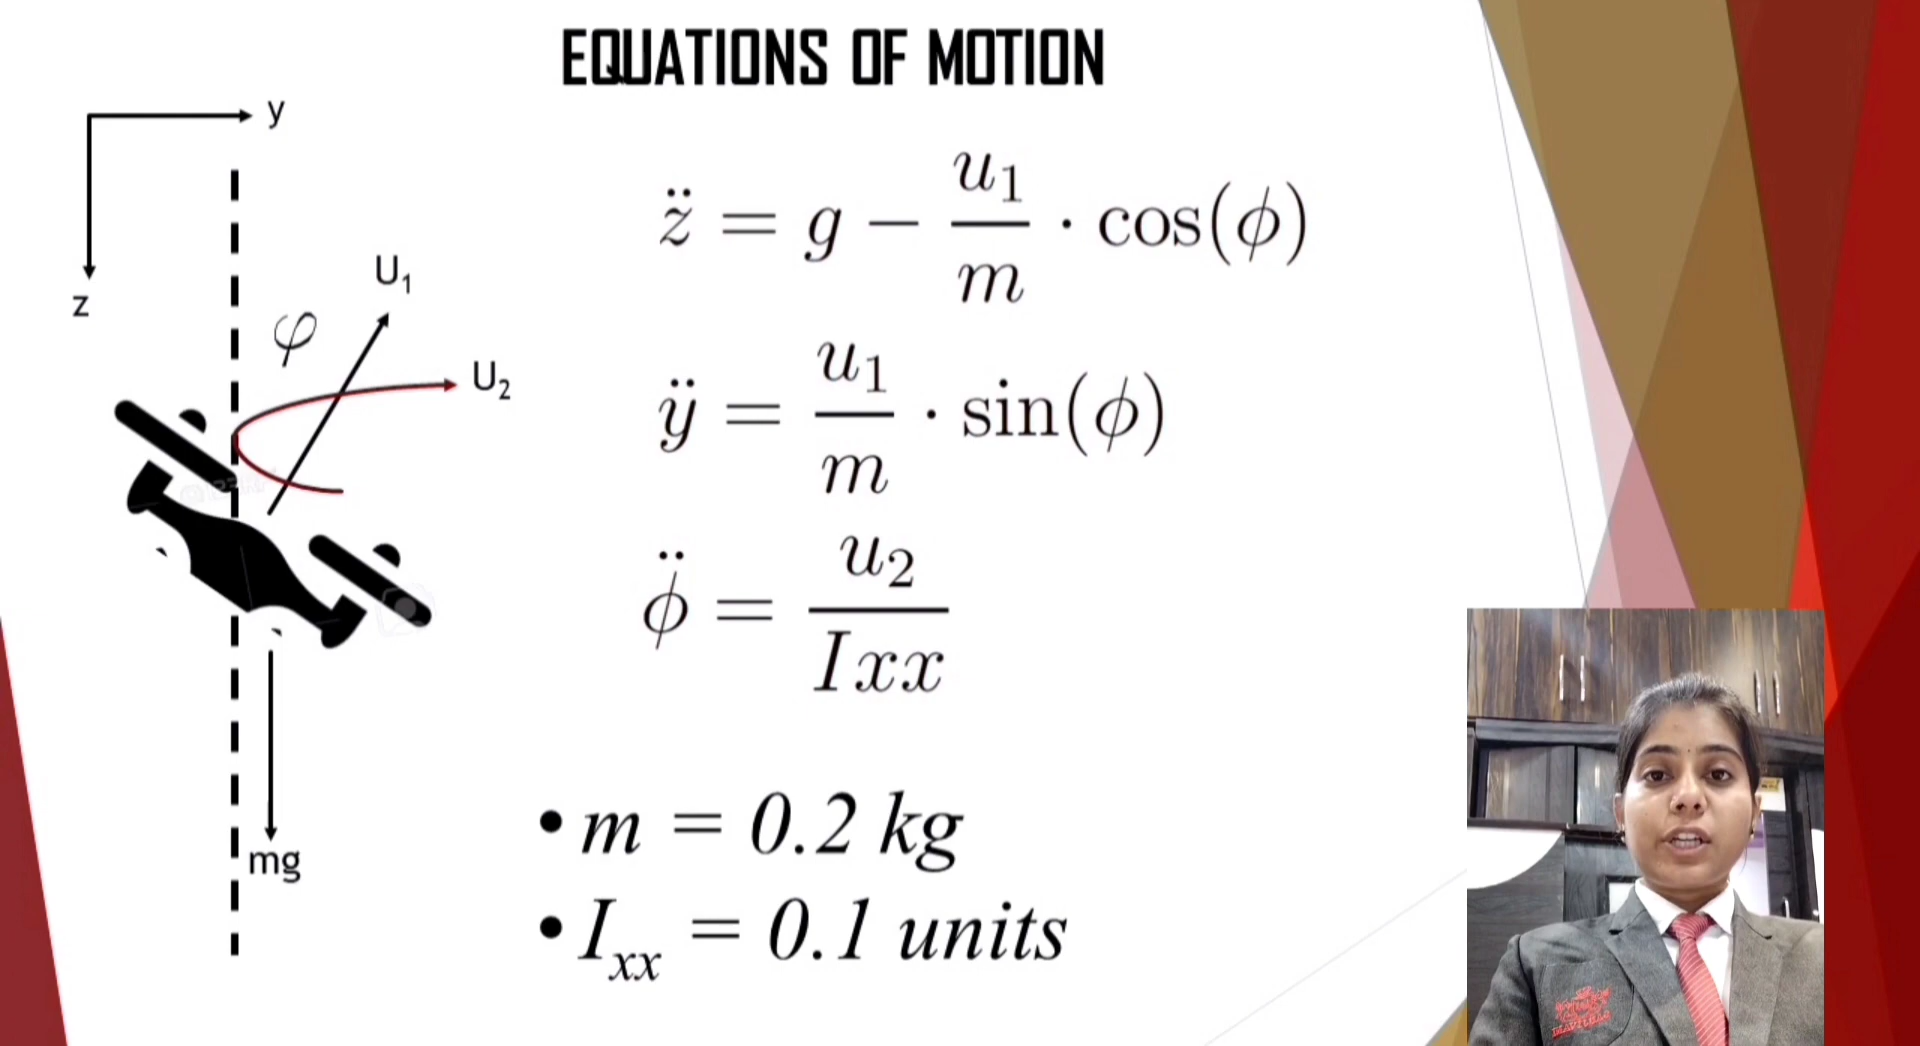 EQUATIONS OF MOTION
y
z
U₁
φ
U₂
mg
z̈ = g − u₁/m · cos(ϕ)
ÿ = u₁/m · sin(ϕ)
ϕ̈ = u₂/Ixx
• m = 0.2 kg
• Iₓₓ = 0.1 units